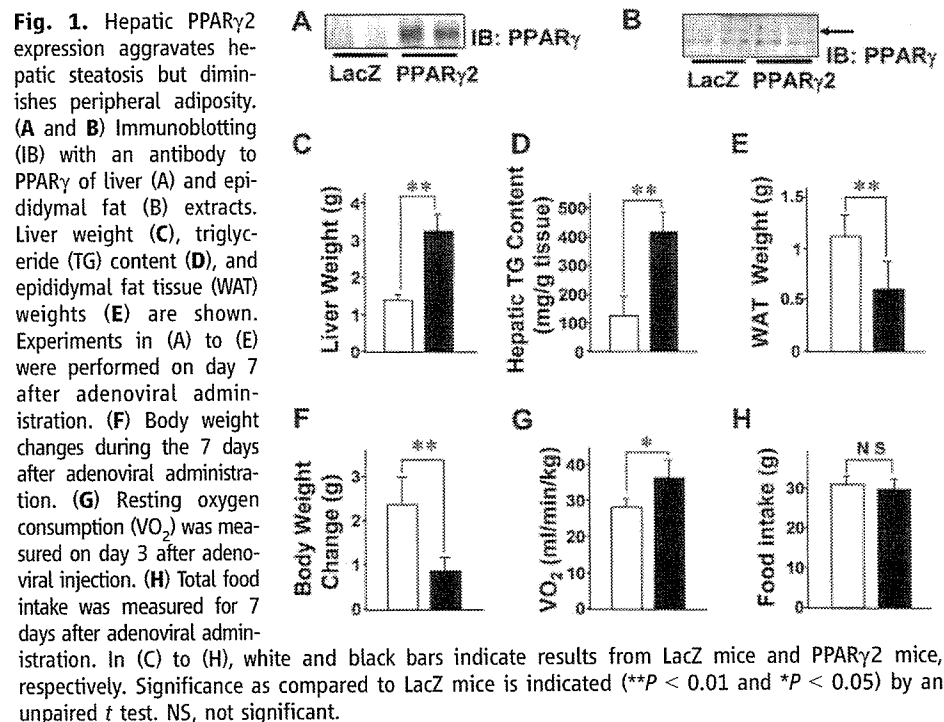 Fig. 1. Hepatic PPARγ2
expression aggravates he-
patic steatosis but dimin-
ishes peripheral adiposity.
(A and B) Immunoblotting
(IB) with an antibody to
PPARγ of liver (A) and epi-
didymal fat (B) extracts.
Liver weight (C), triglyc-
eride (TG) content (D), and
epididymal fat tissue (WAT)
weights (E) are shown.
Experiments in (A) to (E)
were performed on day 7
after adenoviral admin-
istration. (F) Body weight
changes during the 7 days
after adenoviral administra-
tion. (G) Resting oxygen
consumption (VO₂) was mea-
sured on day 3 after adeno-
viral injection. (H) Total food
intake was measured for 7
days after adenoviral admin-
istration. In (C) to (H), white and black bars indicate results from LacZ mice and PPARγ2 mice,
respectively. Significance as compared to LacZ mice is indicated (**P < 0.01 and *P < 0.05) by an
unpaired t test. NS, not significant.
A
IB: PPARγ
LacZ PPARγ2
B
IB: PPARγ
LacZ PPARγ2
C
Liver Weight (g)
4
3
2
1
0
**
D
Hepatic TG Content
(mg/g tissue)
500
400
300
200
100
0
**
E
WAT Weight (g)
1.5
1
0.5
0
**
F
Body Weight
Change (g)
3
2
1
0
**
G
VO₂ (ml/min/kg)
40
30
20
10
0
*
H
Food intake (g)
30
20
10
0
NS